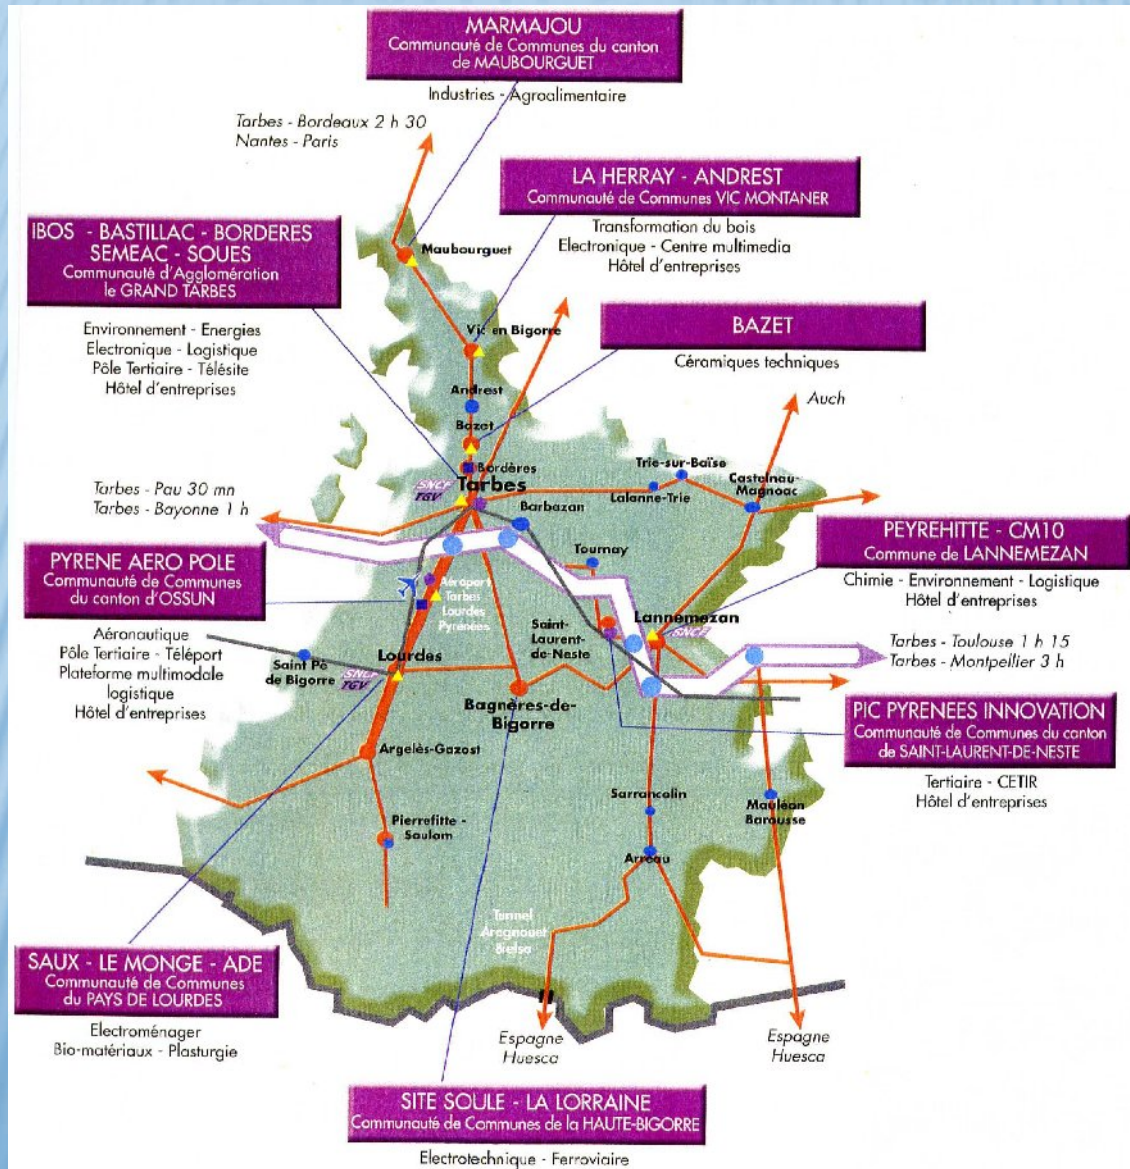 MARMAJOU
Communauté de Communes du canton
de MAUBOURGUET
Industries - Agroalimentaire
Tarbes - Bordeaux 2 h 30
Nantes - Paris
LA HERRAY - ANDREST
Communauté de Communes VIC MONTANER
Transformation du bois
Electronique - Centre multimedia
Hôtel d'entreprises
IBOS - BASTILLAC - BORDERES
SEMEAC - SOUES
Communauté d'Agglomération
le GRAND TARBES
Environnement - Energies
Electronique - Logistique
Pôle Tertiaire - Télésite
Hôtel d'entreprises
Maubourguet
BAZET
Céramiques techniques
Vic en Bigorre
Andrest
Bazet
Auch
Bordères
SNCF
TGV
Tarbes
Trie-sur-Baïse
Lalanne-Trie
Castelnau-
Magnoac
Tarbes - Pau 30 mn
Tarbes - Bayonne 1 h
Barbazan
Tournay
PEYREHITTE - CM10
Commune de LANNEMEZAN
Chimie - Environnement - Logistique
Hôtel d'entreprises
PYRENE AERO POLE
Communauté de Communes
du canton d'OSSUN
Aéronautique
Pôle Tertiaire - Téléport
Plateforme multimodale
logistique
Hôtel d'entreprises
Aéroport
Tarbes
Lourdes
Pyrénées
Saint-
Laurent-
de-Neste
Lannemezan
SNCF
Tarbes - Toulouse 1 h 15
Tarbes - Montpellier 3 h
Saint Pè
de Bigorre
Lourdes
SNCF
TGV
Bagnères-de-
Bigorre
PIC PYRENEES INNOVATION
Communauté de Communes du canton
de SAINT-LAURENT-DE-NESTE
Tertiaire - CETIR
Hôtel d'entreprises
Argelès-Gazost
Pierrefitte -
Soulom
Sarrancolin
Mauléon
Barousse
Arreau
Tunnel
Aragnouet
Bielsa
SAUX - LE MONGE - ADE
Communauté de Communes
du PAYS DE LOURDES
Electroménager
Bio-matériaux - Plasturgie
Espagne
Huesca
Espagne
Huesca
SITE SOULE - LA LORRAINE
Communauté de Communes de la HAUTE-BIGORRE
Electrotechnique - Ferroviaire